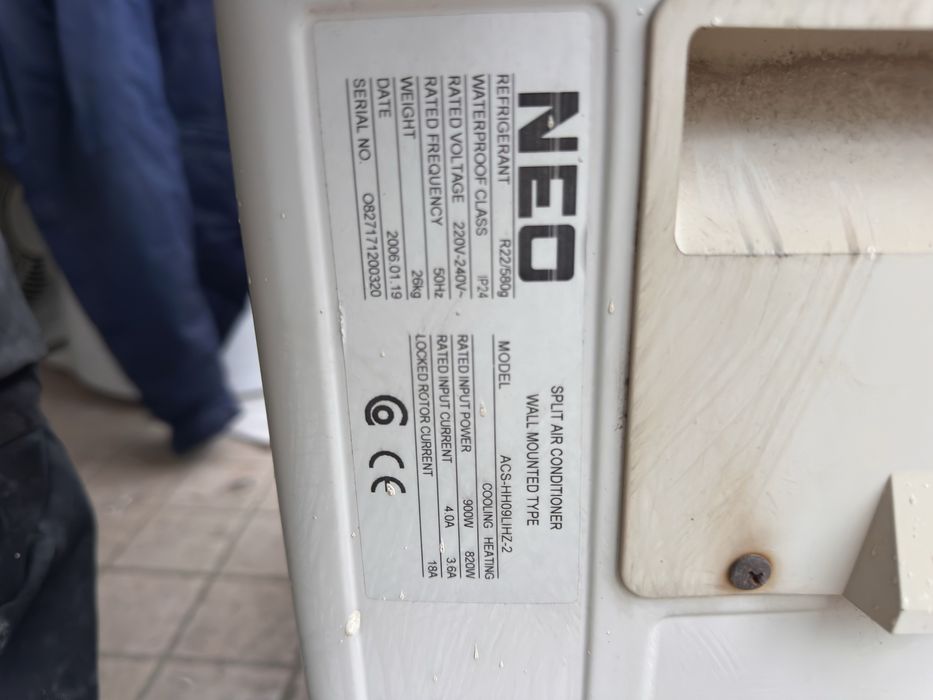 NEO
SPLIT AIR CONDITIONER
WALL MOUNTED TYPE
REFRIGERANT R22/580g
WATERPROOF CLASS IP24
RATED VOLTAGE 220V-240V~
RATED FREQUENCY 50Hz
WEIGHT 26kg
DATE 2006.01.19
SERIAL NO. O827171200320
MODEL ACS-HH09LIHZ-2
COOLING HEATING
RATED INPUT POWER 900W 820W
RATED INPUT CURRENT 4.0A 3.6A
LOCKED ROTOR CURRENT 18A
CE